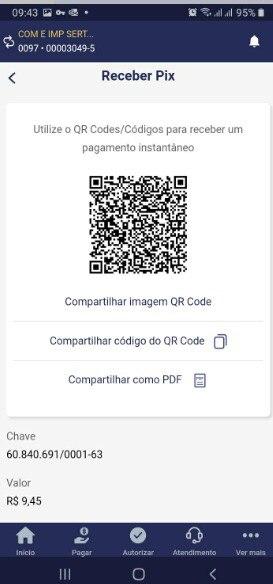 09:43 95%
COM E IMP SERT...
0097 • 00003049-5
Receber Pix
Utilize o QR Codes/Códigos para receber um
pagamento instantâneo
Compartilhar imagem QR Code
Compartilhar código do QR Code
Compartilhar como PDF
Chave
60.840.691/0001-63
Valor
R$ 9,45
Início Pagar Autorizar Atendimento Ver mais